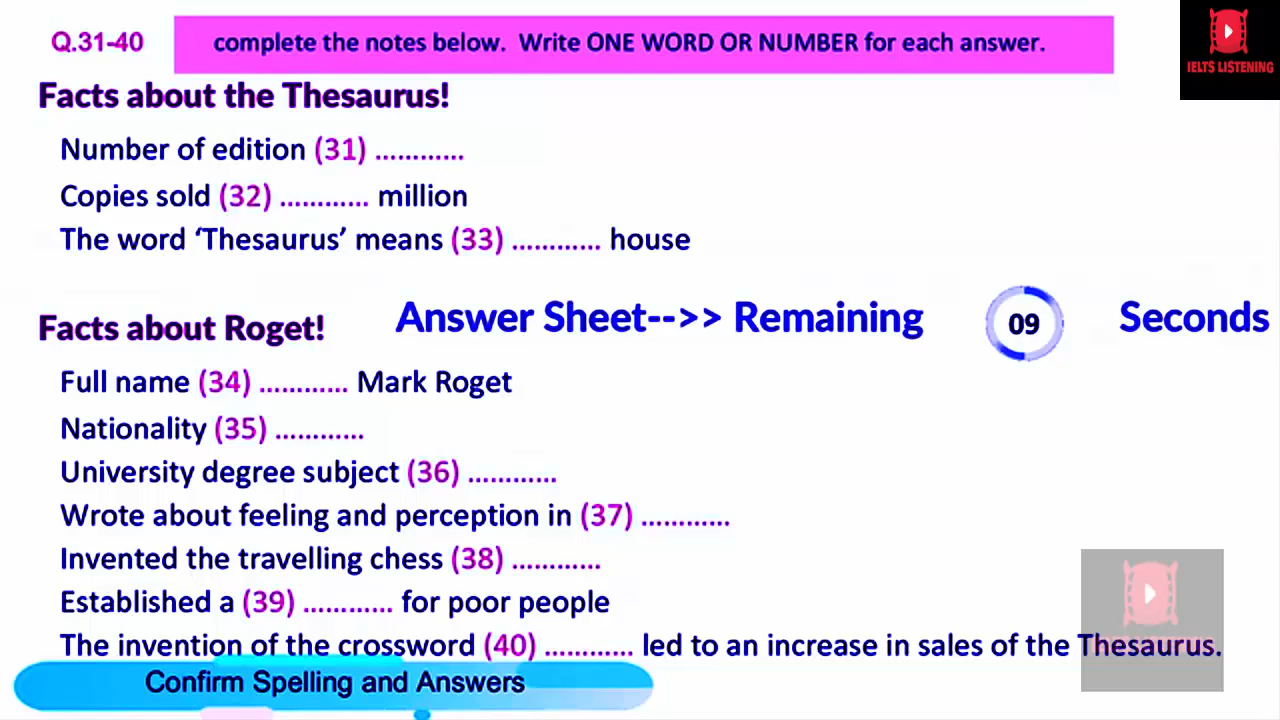 Q.31-40 complete the notes below. Write ONE WORD OR NUMBER for each answer.
IELTS LISTENING
Facts about the Thesaurus!
Number of edition (31) ............
Copies sold (32) ............ million
The word ‘Thesaurus’ means (33) ............ house
Answer Sheet-->> Remaining 09 Seconds
Facts about Roget!
Full name (34) ............ Mark Roget
Nationality (35) ............
University degree subject (36) ............
Wrote about feeling and perception in (37) ............
Invented the travelling chess (38) ............
Established a (39) ............ for poor people
The invention of the crossword (40) ............ led to an increase in sales of the Thesaurus.
Confirm Spelling and Answers